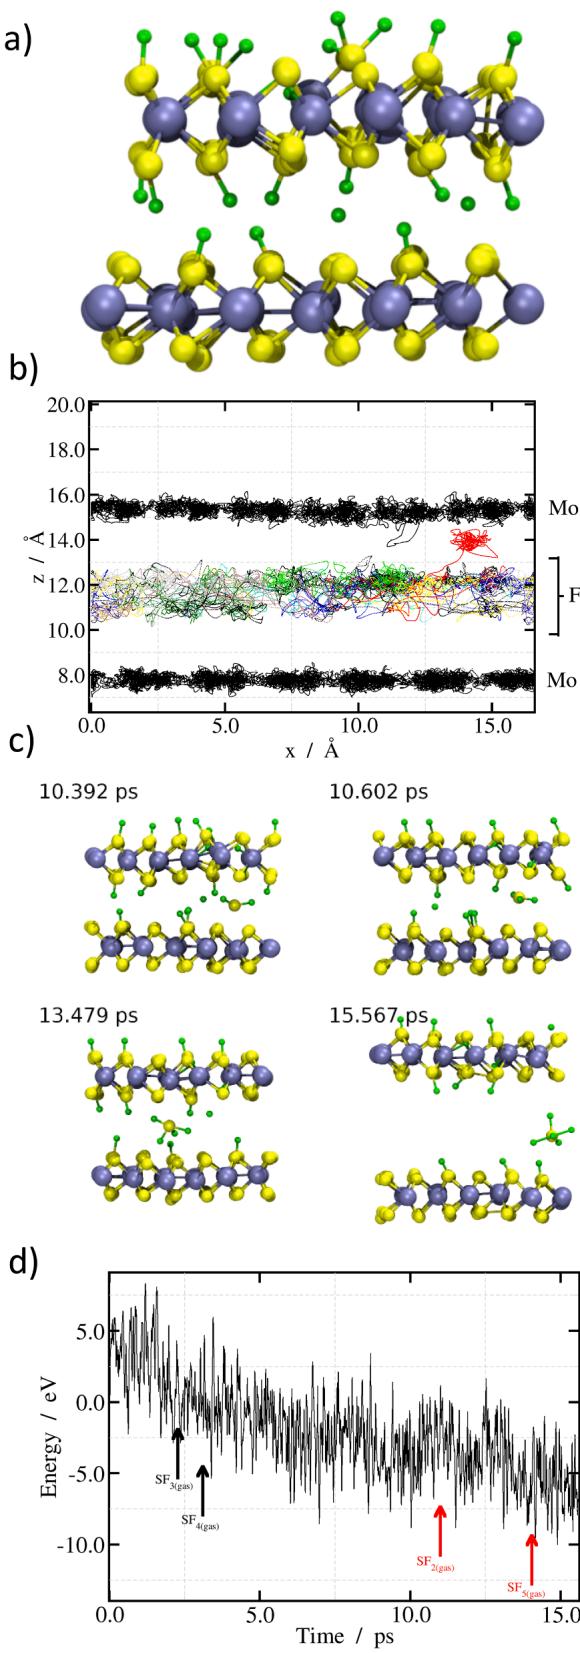 a)
b)
20.0
18.0
16.0
14.0
12.0
10.0
8.0
z / Å
Mo
F
Mo
0.0 5.0 10.0 15.0
x / Å
c)
10.392 ps 10.602 ps
13.479 ps 15.567 ps
d)
5.0
0.0
-5.0
-10.0
Energy / eV
SF3(gas)
SF4(gas)
SF2(gas)
SF5(gas)
0.0 5.0 10.0 15.0
Time / ps